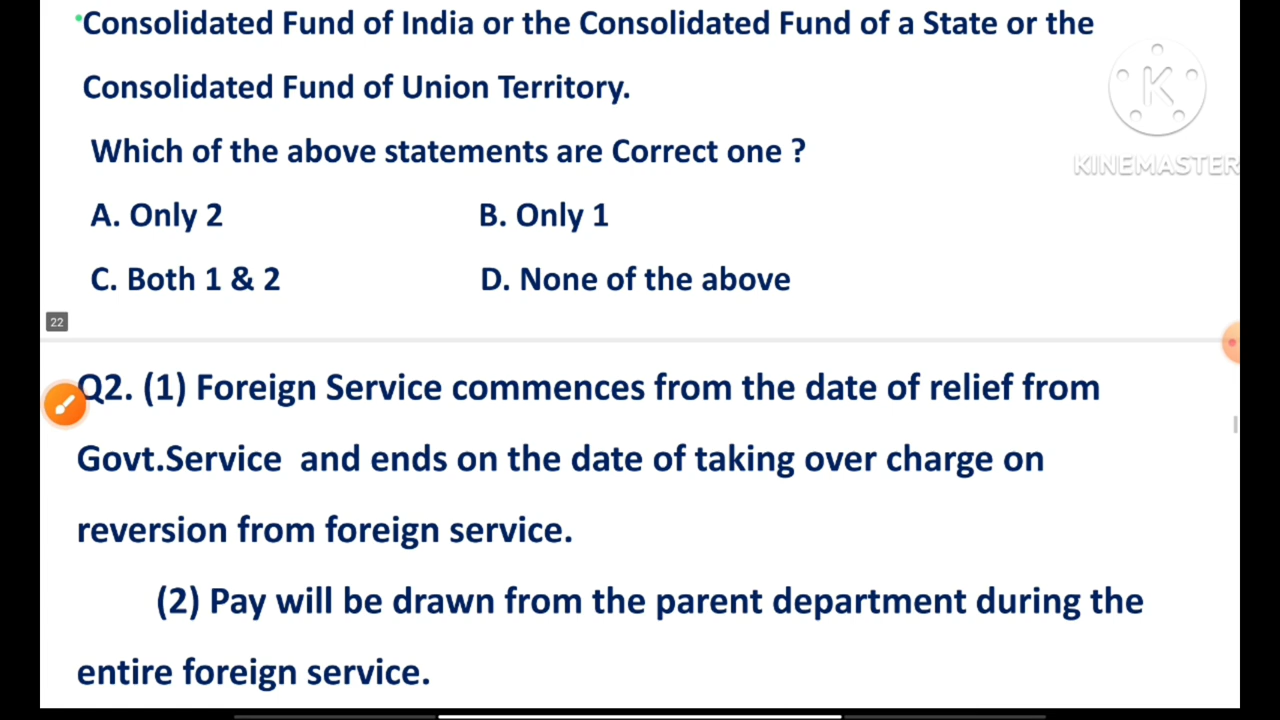 Consolidated Fund of India or the Consolidated Fund of a State or the
Consolidated Fund of Union Territory.
Which of the above statements are Correct one ?
A. Only 2 B. Only 1
C. Both 1 & 2 D. None of the above
K
KINEMASTER
22
Q2. (1) Foreign Service commences from the date of relief from
Govt.Service and ends on the date of taking over charge on
reversion from foreign service.
(2) Pay will be drawn from the parent department during the
entire foreign service.